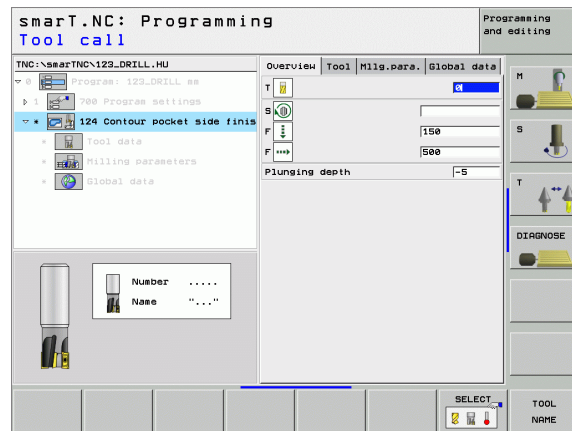 smarT.NC: Programming
Tool call
Programming
and editing
TNC:\smarTNC\123_DRILL.HU
0 Program: 123_DRILL mm
1 700 Program settings
* 124 Contour pocket side finis
* Tool data
* Milling parameters
* Global data
Overview Tool Mllg.para. Global data
T 0
S
F 150
F 500
Plunging depth -5
Number .....
Name "..."
M
S
T
DIAGNOSE
SELECT
TOOL
NAME